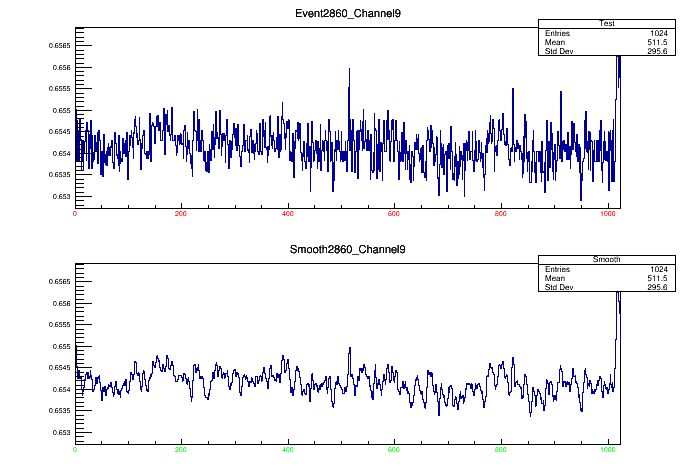 Event2860_Channel9
Test
Entries 1024
Mean 511.5
Std Dev 295.6
0.6565
0.656
0.6555
0.655
0.6545
0.654
0.6535
0.653
0 200 400 600 800 1000
Smooth2860_Channel9
Smooth
Entries 1024
Mean 511.5
Std Dev 295.6
0.6565
0.656
0.6555
0.655
0.6545
0.654
0.6535
0.653
0 200 400 600 800 1000